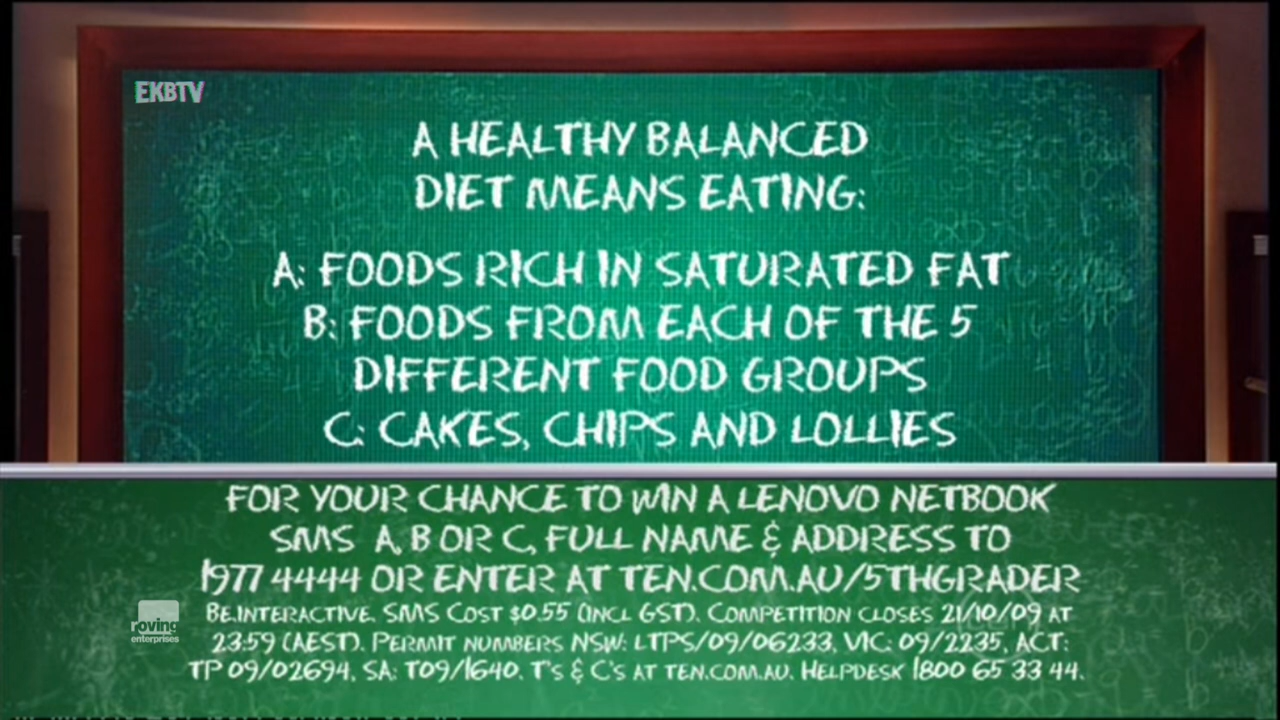 EKBTV
A HEALTHY BALANCED
DIET MEANS EATING:
A: FOODS RICH IN SATURATED FAT
B: FOODS FROM EACH OF THE 5
DIFFERENT FOOD GROUPS
C: CAKES, CHIPS AND LOLLIES
FOR YOUR CHANCE TO WIN A LENOVO NETBOOK
SMS A, B OR C, FULL NAME & ADDRESS TO
1977 4444 OR ENTER AT TEN.COM.AU/5THGRADER
BE.INTERACTIVE. SMS COST $0.55 (INCL GST). COMPETITION CLOSES 21/10/09 AT
23:59 (AEST). PERMIT NUMBERS NSW: LTPS/09/06233, VIC: 09/2235, ACT:
TP 09/02694, SA: T09/1640. T'S & C'S AT TEN.COM.AU. HELPDESK 1800 65 33 44.
roving
enterprises